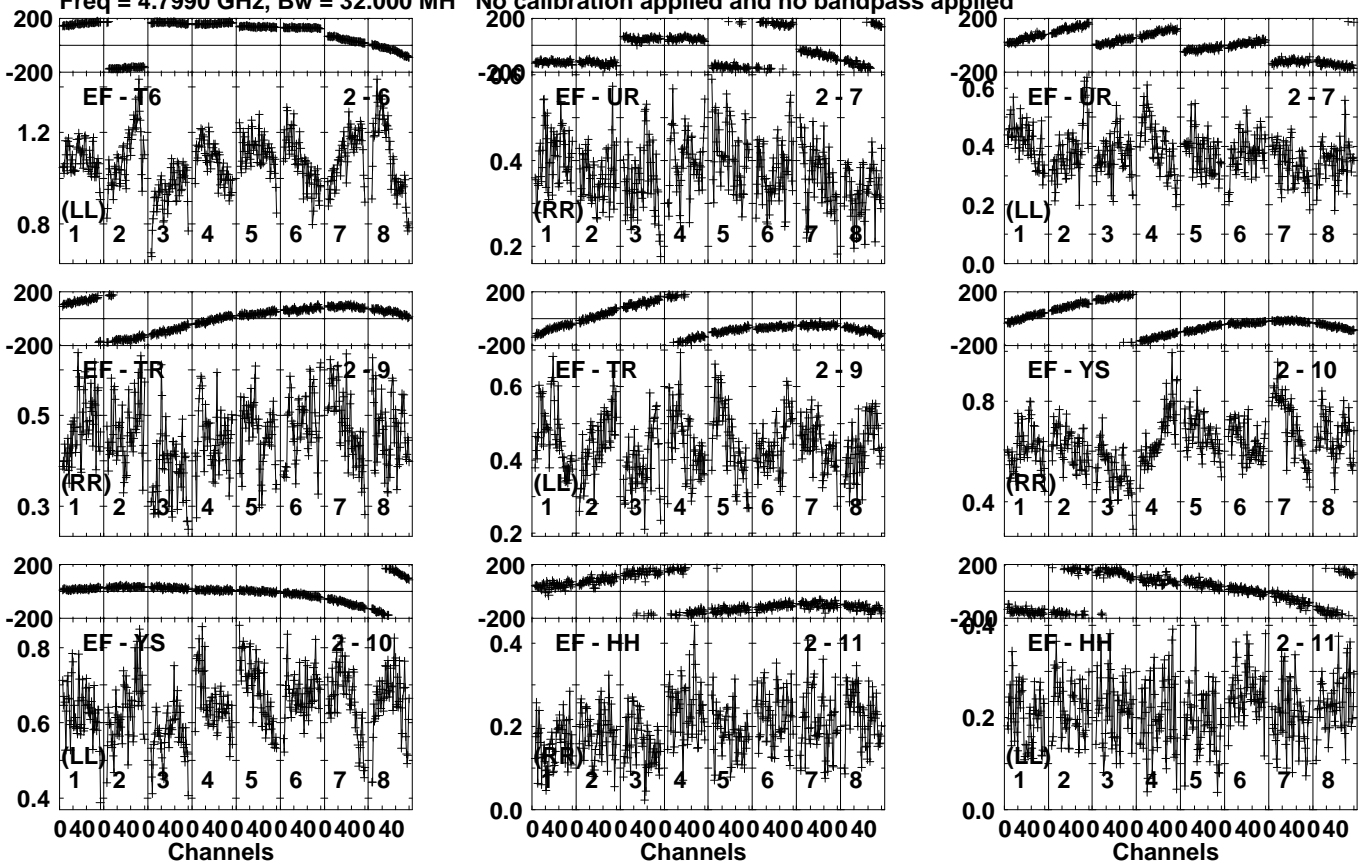 Freq = 4.7990 GHz, Bw = 32.000 MH No calibration applied and no bandpass applied
200 200 200
-200 -200 -200
EF - T6 2 - 6 0.6 EF - UR 2 - 7 0.6 EF - UR 2 - 7
1.2 0.4 0.4
0.8 0.2 0.2
0.0
(LL) (RR) (LL)
1 2 3 4 5 6 7 8 1 2 3 4 5 6 7 8 1 2 3 4 5 6 7 8
200 200 200
-200 -200 -200
EF - TR 2 - 9 EF - TR 2 - 9 EF - YS 2 - 10
0.5 0.6 0.8
0.3 0.4 0.4
0.2
(RR) (LL) (RR)
1 2 3 4 5 6 7 8 1 2 3 4 5 6 7 8 1 2 3 4 5 6 7 8
200 200 200
-200 -200 -200
EF - YS 2 - 10 EF - HH 2 - 11 0.4 EF - HH 2 - 11
0.8 0.4
0.6 0.2 0.2
0.4 0.0 0.0
(LL) (RR) (LL)
1 2 3 4 5 6 7 8 1 2 3 4 5 6 7 8 1 2 3 4 5 6 7 8
0 40 0 40 0 40 0 40 0 40 0 40 0 40 0 40 0 40 0 40 0 40 0 40 0 40 0 40 0 40 0 40 0 40 0 40 0 40 0 40 0 40 0 40 0 40 0 40
Channels Channels Channels